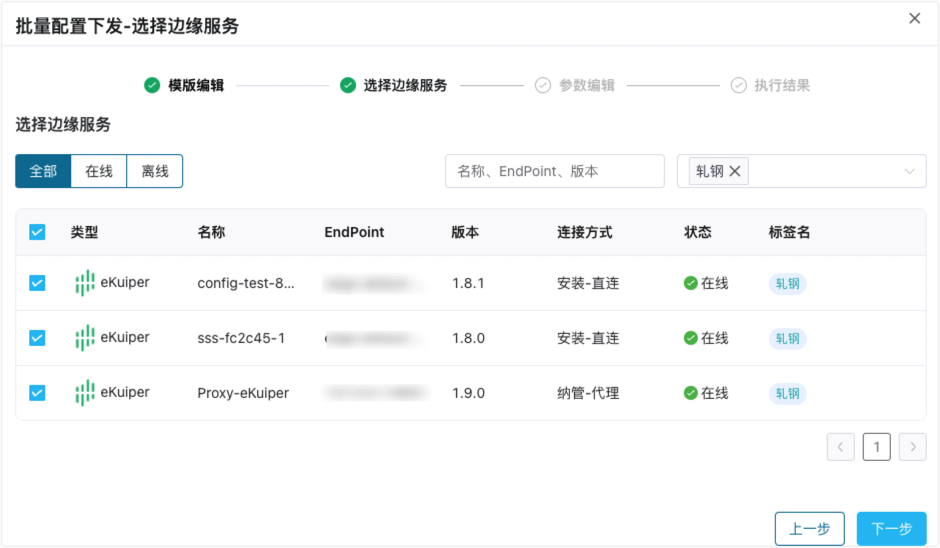 批量配置下发-选择边缘服务
模版编辑 选择边缘服务 参数编辑 执行结果
选择边缘服务
全部 在线 离线 名称、EndPoint、版本 轧钢
类型 名称 EndPoint 版本 连接方式 状态 标签名
eKuiper config-test-8... 1.8.1 安装-直连 在线 轧钢
eKuiper sss-fc2c45-1 1.8.0 安装-直连 在线 轧钢
eKuiper Proxy-eKuiper 1.9.0 纳管-代理 在线 轧钢
1
上一步 下一步